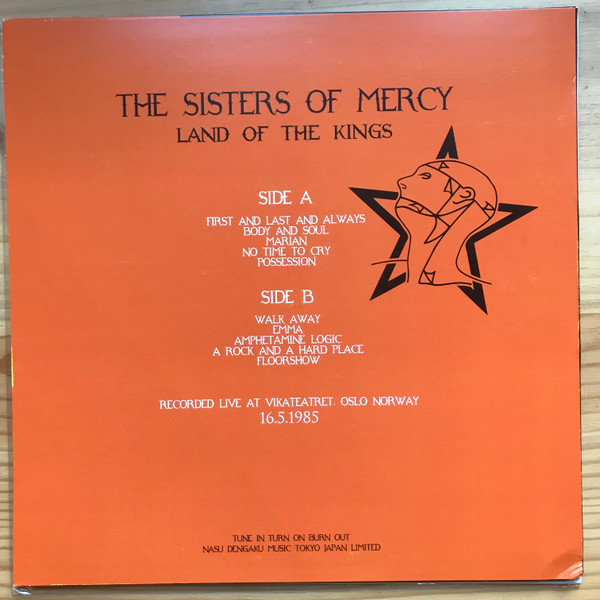 THE SISTERS OF MERCY
LAND OF THE KINGS
SIDE A
FIRST AND LAST AND ALWAYS
BODY AND SOUL
MARIAN
NO TIME TO CRY
POSSESSION
SIDE B
WALK AWAY
EMMA
AMPHETAMINE LOGIC
A ROCK AND A HARD PLACE
FLOORSHOW
RECORDED LIVE AT VIKATEATRET. OSLO NORWAY
16.5.1985
TUNE IN TURN ON BURN OUT
NASU DENGAKU MUSIC TOKYO JAPAN LIMITED